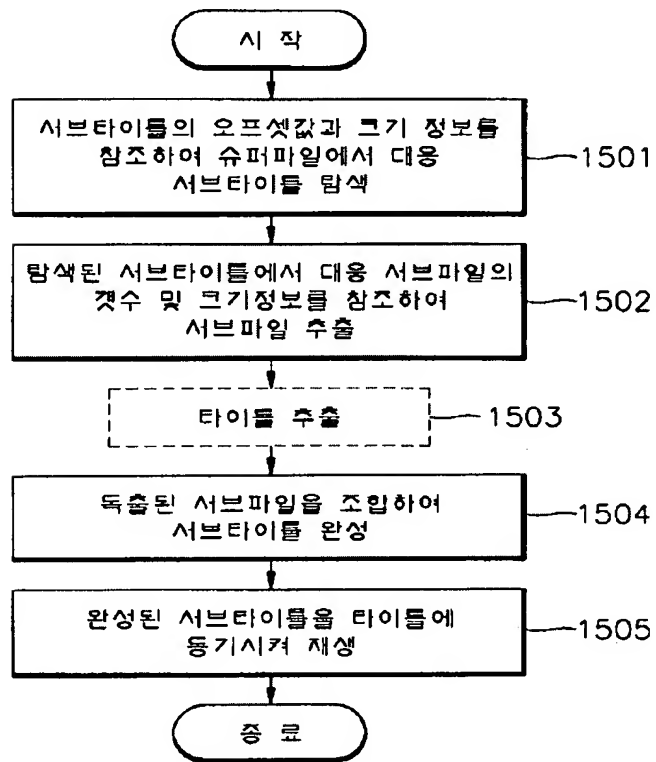 시 작
서브타이틀의 오프셋값과 크기 정보를
참조하여 슈퍼파일에서 대응
서브타이틀 탐색
1501
탐색된 서브타이틀에서 대응 서브파일의
갯수 및 크기정보를 참조하여
서브파일 추출
1502
타이틀 추출
1503
독출된 서브파일을 조합하여
서브타이틀 완성
1504
완성된 서브타이틀을 타이틀에
동기시켜 재생
1505
종 료